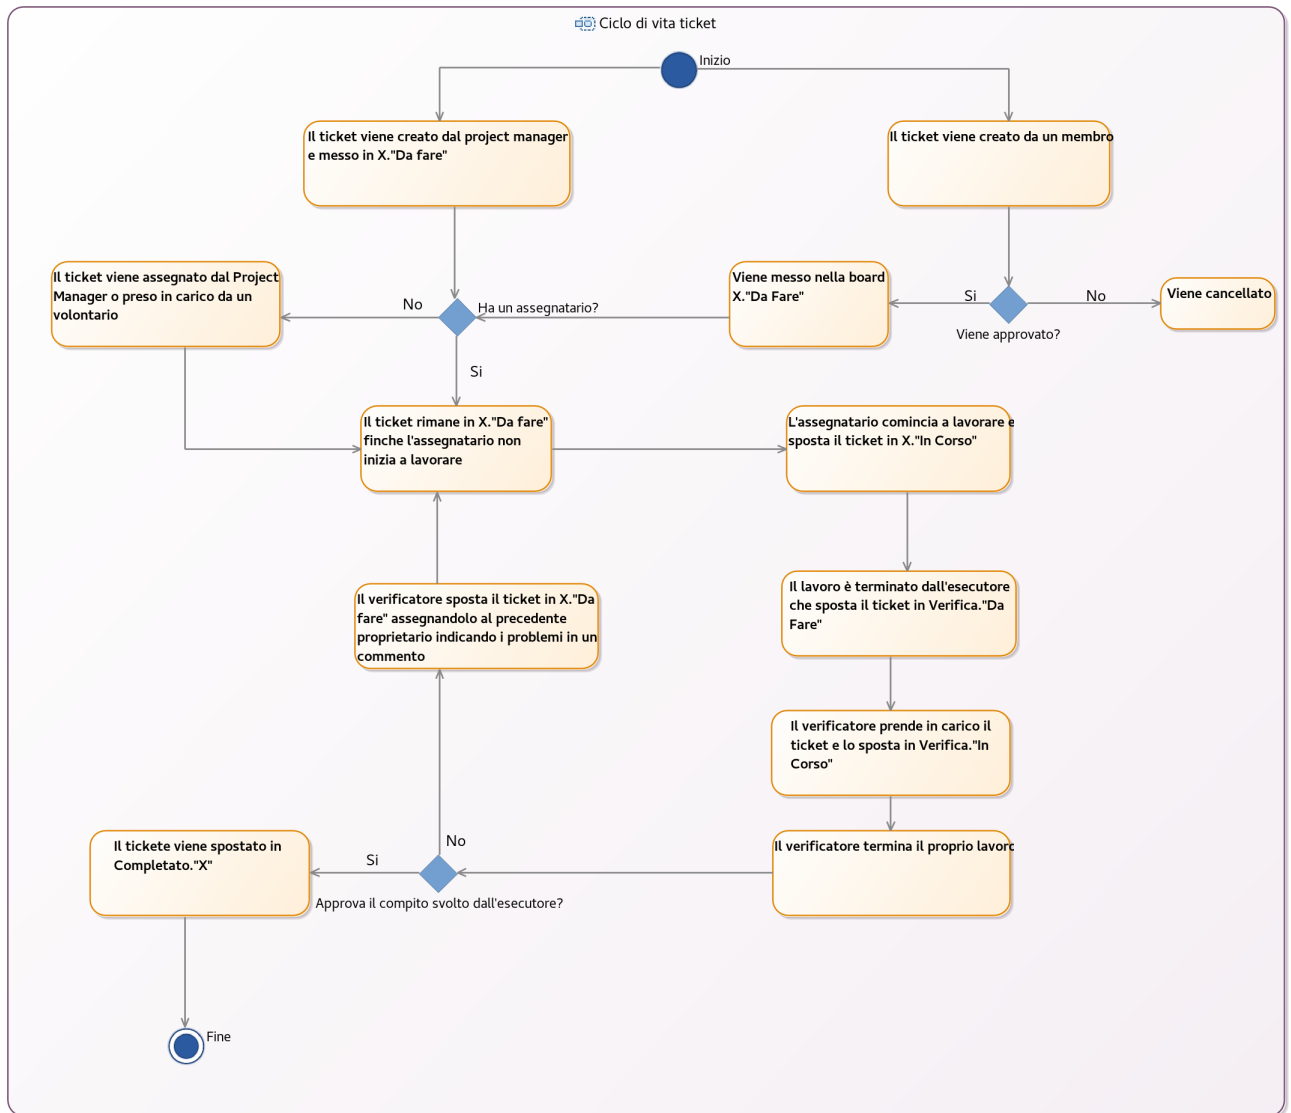 Ciclo di vita ticket
Inizio
Il ticket viene creato dal project manager
e messo in X."Da fare"
Il ticket viene creato da un membro
Il ticket viene assegnato dal Project
Manager o preso in carico da un
volontario
No
Ha un assegnatario?
Viene messo nella board
X."Da Fare"
Si
No
Viene approvato?
Viene cancellato
Si
Il ticket rimane in X."Da fare"
finche l'assegnatario non
inizia a lavorare
L'assegnatario comincia a lavorare e
sposta il ticket in X."In Corso"
Il verificatore sposta il ticket in X."Da
fare" assegnandolo al precedente
proprietario indicando i problemi in un
commento
Il lavoro è terminato dall'esecutore
che sposta il ticket in Verifica."Da
Fare"
Il verificatore prende in carico il
ticket e lo sposta in Verifica."In
Corso"
Il tickete viene spostato in
Completato."X"
Si
No
Approva il compito svolto dall'esecutore?
Il verificatore termina il proprio lavoro
Fine